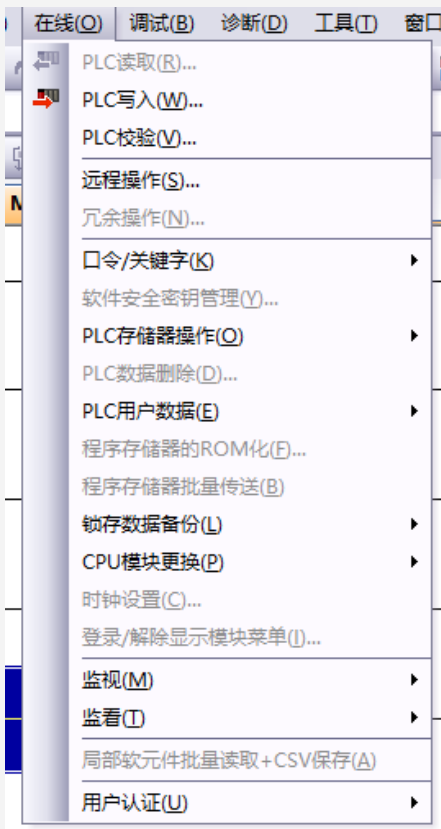 在线(O) 调试(B) 诊断(D) 工具(T) 窗口
PLC读取(R)...
PLC写入(W)...
PLC校验(V)...
远程操作(S)...
冗余操作(N)...
口令/关键字(K)
软件安全密钥管理(Y)...
PLC存储器操作(O)
PLC数据删除(D)...
PLC用户数据(E)
程序存储器的ROM化(F)...
程序存储器批量传送(B)
锁存数据备份(L)
CPU模块更换(P)
时钟设置(C)...
登录/解除显示模块菜单(I)...
监视(M)
监看(T)
局部软元件批量读取+CSV保存(A)
用户认证(U)